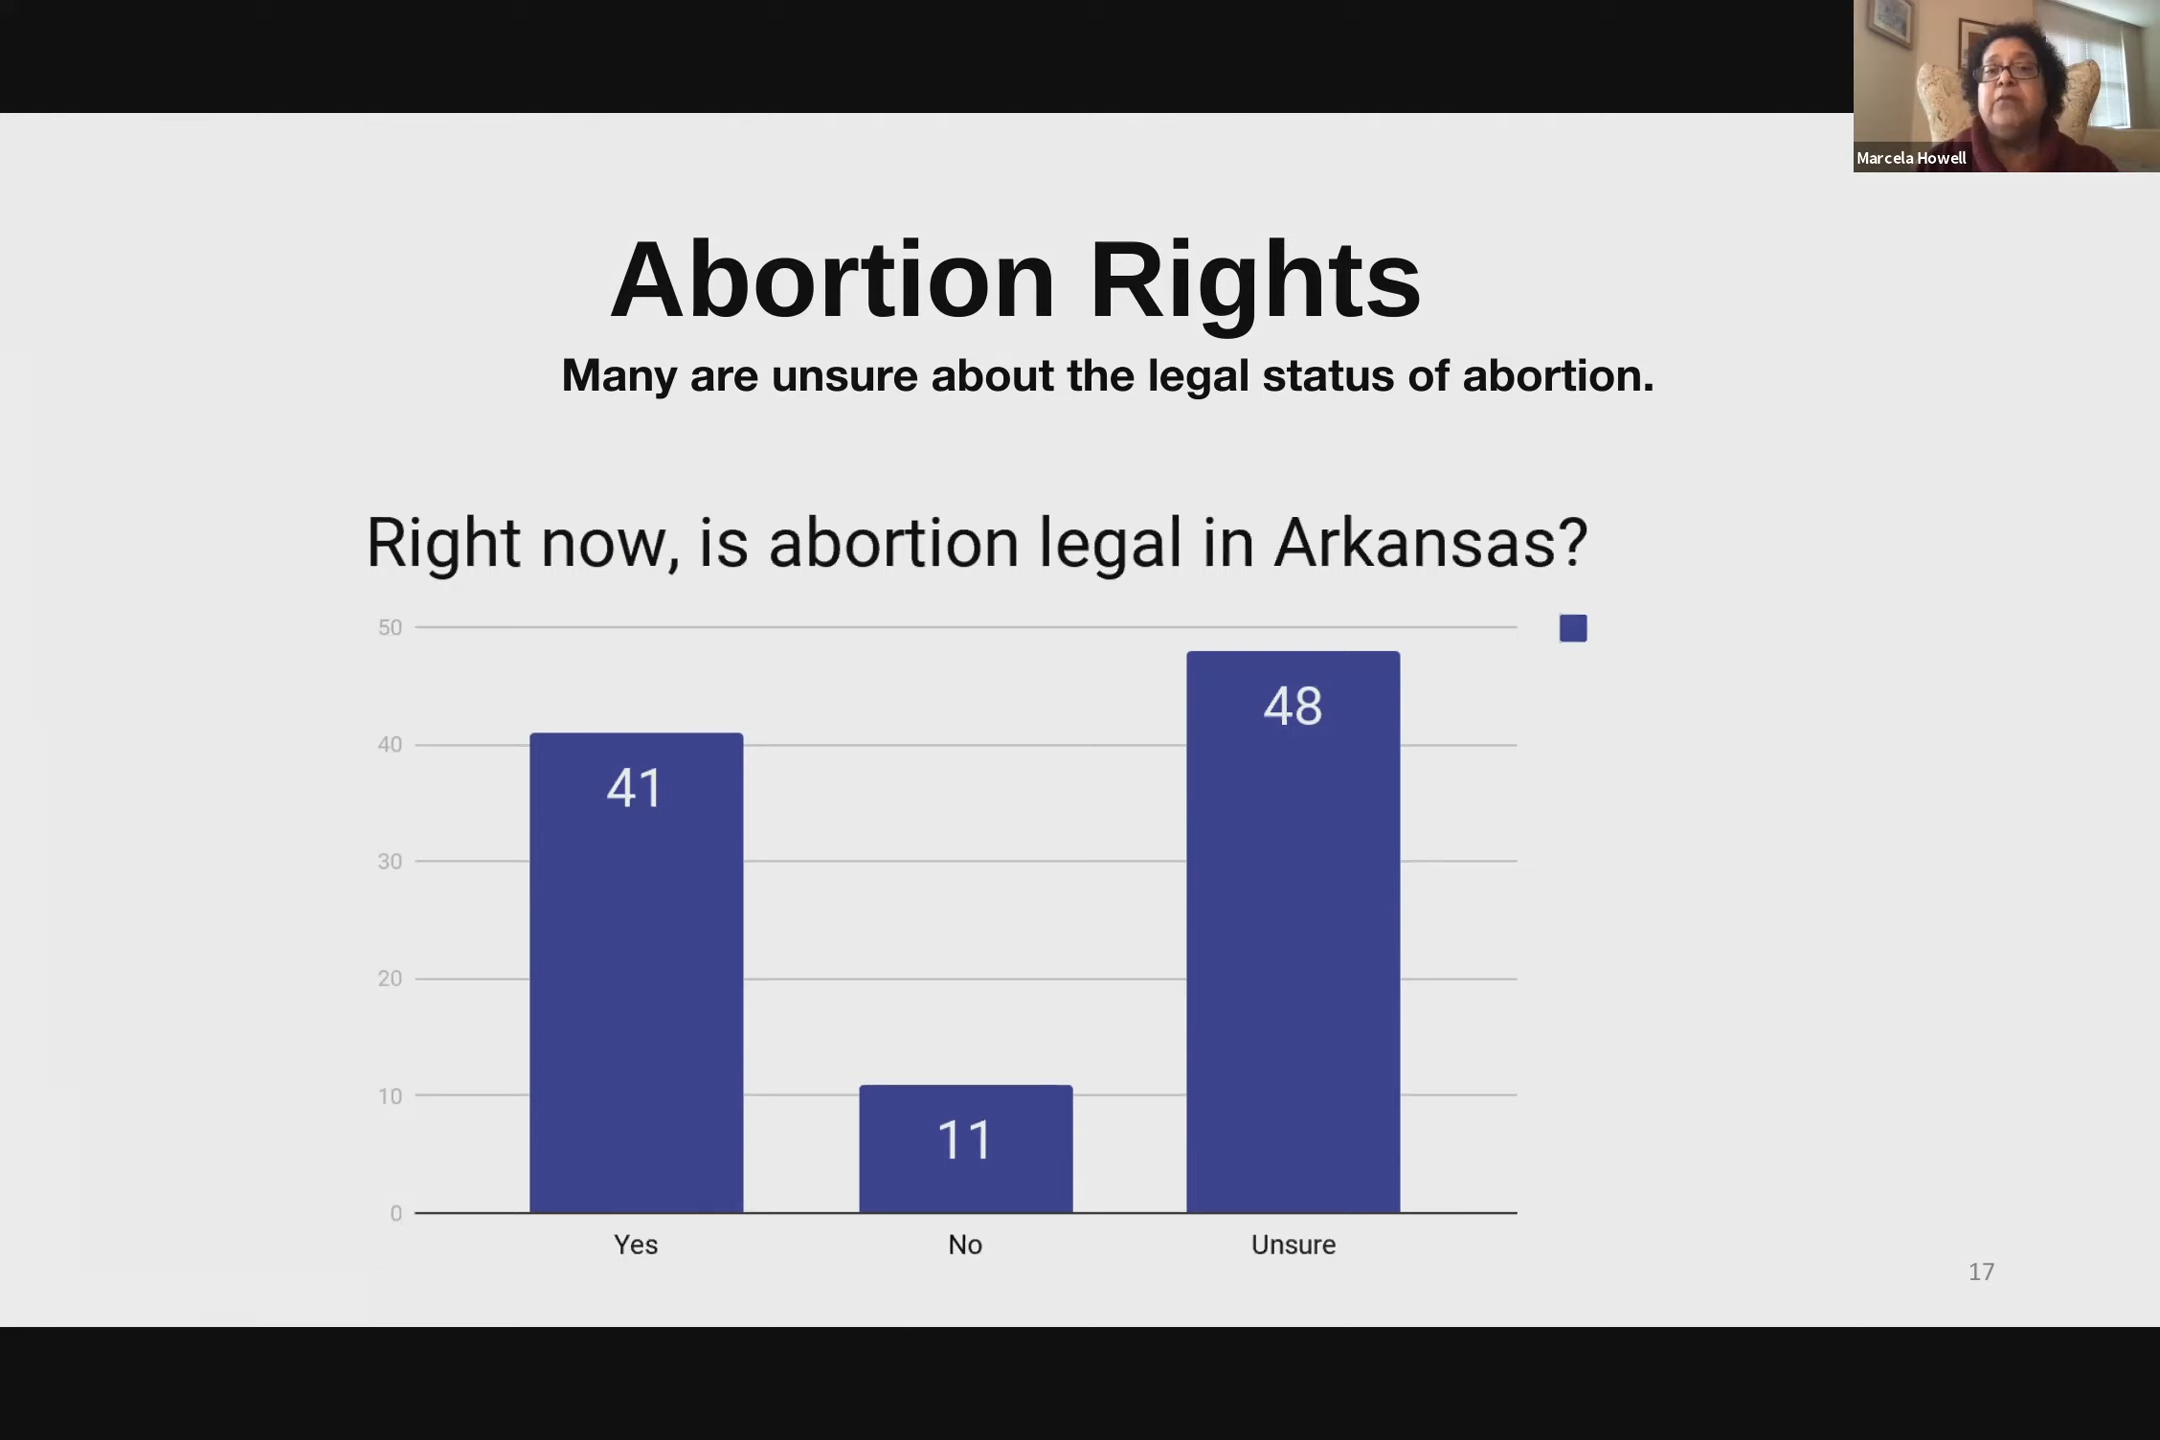 Marcela Howell
Abortion Rights
Many are unsure about the legal status of abortion.
Right now, is abortion legal in Arkansas?
50
40
30
20
10
0
41
11
48
Yes
No
Unsure
17